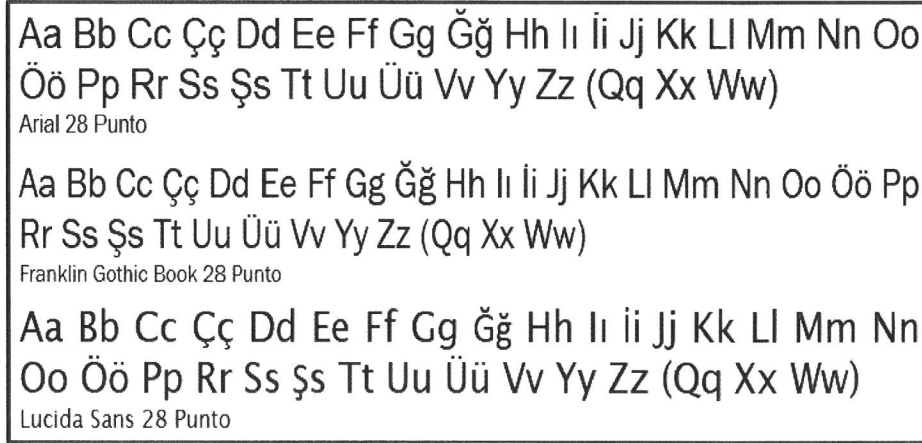 Aa Bb Cc Çç Dd Ee Ff Gg Ğğ Hh Iı İi Jj Kk Ll Mm Nn Oo
Öö Pp Rr Ss Şs Tt Uu Üü Vv Yy Zz (Qq Xx Ww)
Arial 28 Punto
Aa Bb Cc Çç Dd Ee Ff Gg Ğğ Hh Iı İi Jj Kk Ll Mm Nn Oo Öö Pp
Rr Ss Şs Tt Uu Üü Vv Yy Zz (Qq Xx Ww)
Franklin Gothic Book 28 Punto
Aa Bb Cc Çç Dd Ee Ff Gg Ğğ Hh Iı İi Jj Kk Ll Mm Nn
Oo Öö Pp Rr Ss Şs Tt Uu Üü Vv Yy Zz (Qq Xx Ww)
Lucida Sans 28 Punto